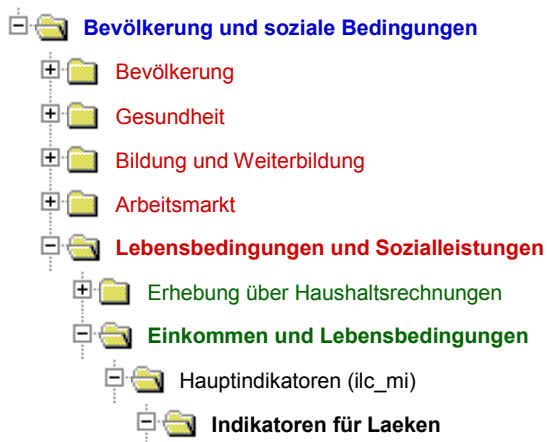 Bevölkerung und soziale Bedingungen
Bevölkerung
Gesundheit
Bildung und Weiterbildung
Arbeitsmarkt
Lebensbedingungen und Sozialleistungen
Erhebung über Haushaltsrechnungen
Einkommen und Lebensbedingungen
Hauptindikatoren (ilc_mi)
Indikatoren für Laeken